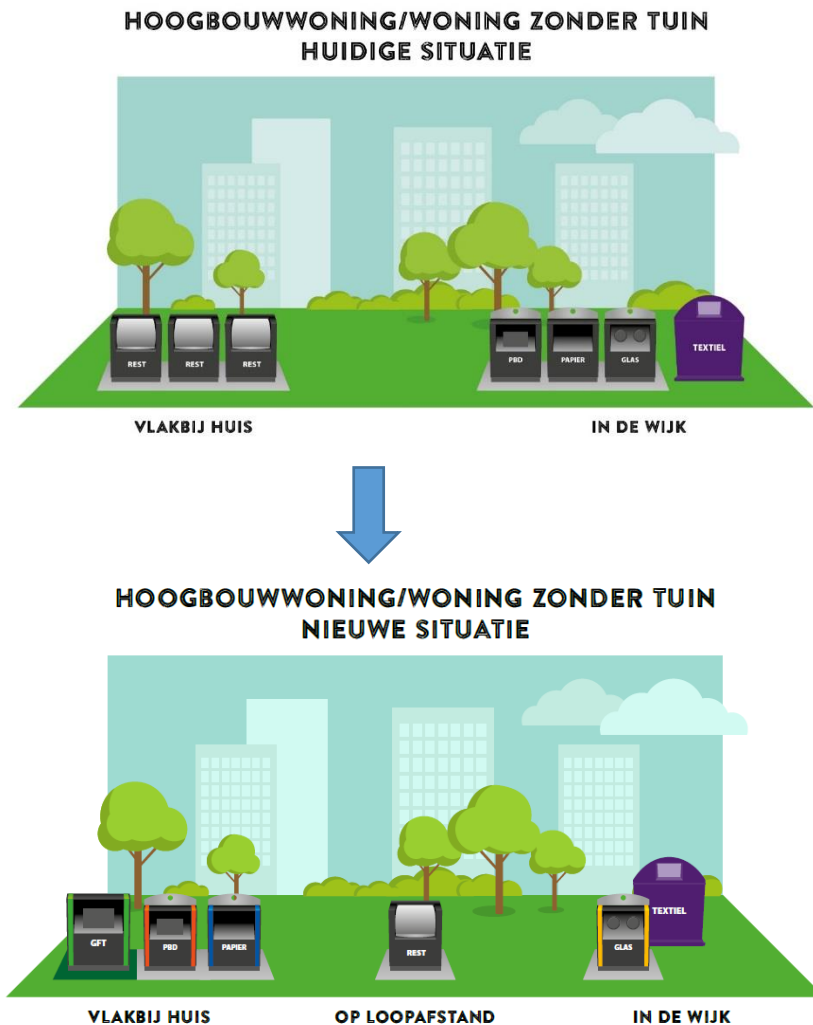 HOOGBOUWWONING/WONING ZONDER TUIN
HUIDIGE SITUATIE
REST REST REST PBD PAPIER GLAS TEXTIEL
VLAKBIJ HUIS IN DE WIJK
HOOGBOUWWONING/WONING ZONDER TUIN
NIEUWE SITUATIE
GFT PBD PAPIER REST GLAS TEXTIEL
VLAKBIJ HUIS OP LOOPAFSTAND IN DE WIJK